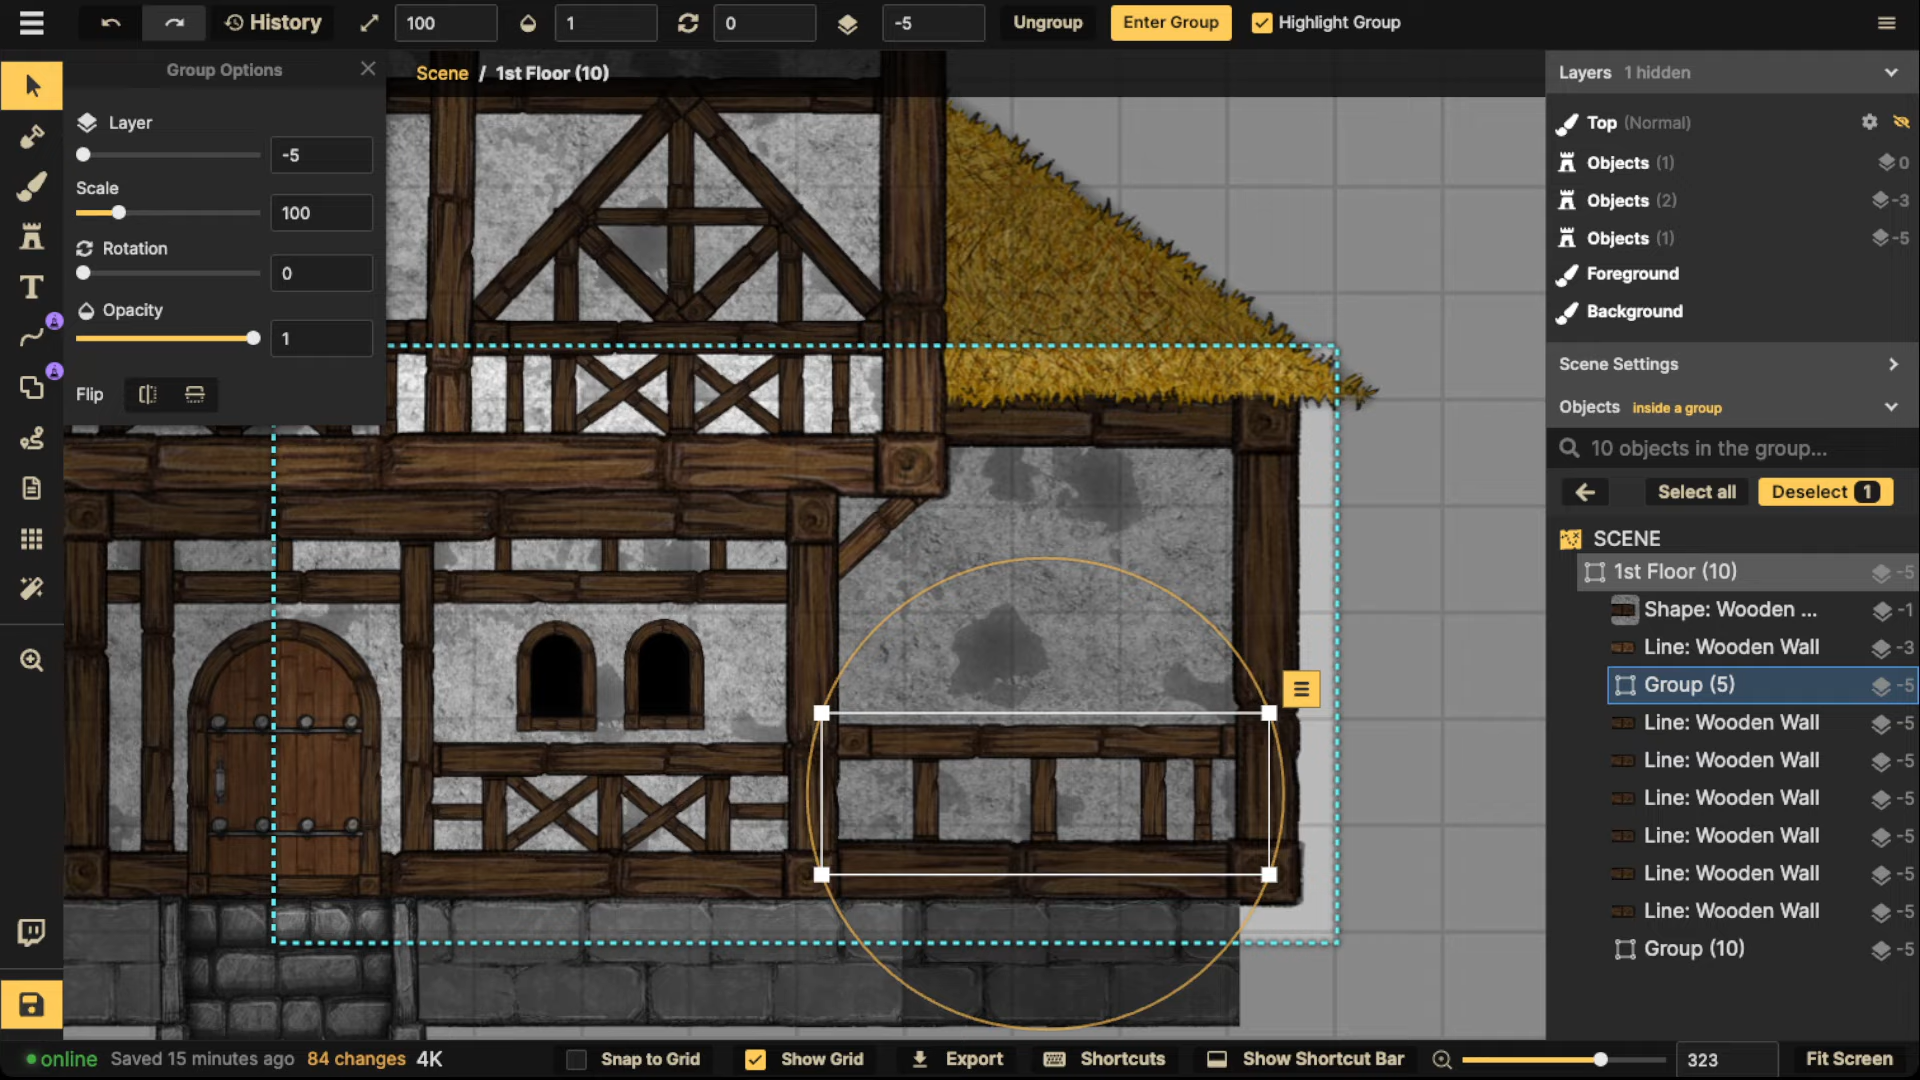 History
100
1
0
-5
Ungroup
Enter Group
Highlight Group
Group Options
Scene / 1st Floor (10)
Layer
-5
Scale
100
Rotation
0
Opacity
1
Flip
T
Layers 1 hidden
Top (Normal)
Objects (1) 0
Objects (2) -3
Objects (1) -5
Foreground
Background
Scene Settings
Objects inside a group
10 objects in the group...
Select all
Deselect 1
SCENE
1st Floor (10) -5
Shape: Wooden ... -1
Line: Wooden Wall -3
Group (5) -5
Line: Wooden Wall -5
Line: Wooden Wall -5
Line: Wooden Wall -5
Line: Wooden Wall -5
Line: Wooden Wall -5
Line: Wooden Wall -5
Group (10) -5
online Saved 15 minutes ago 84 changes 4K
Snap to Grid
Show Grid
Export
Shortcuts
Show Shortcut Bar
323
Fit Screen